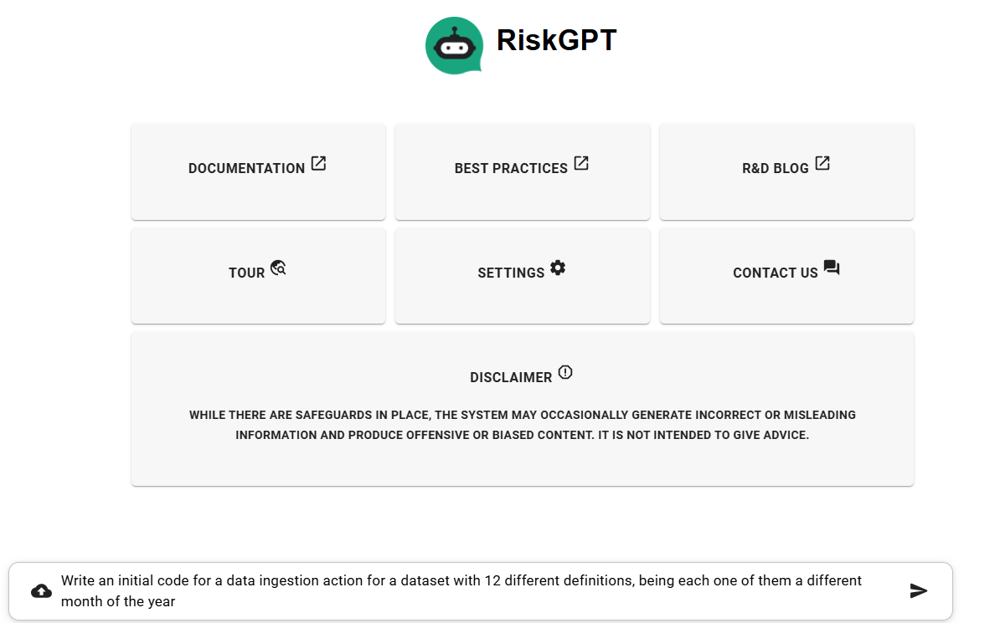 RiskGPT
DOCUMENTATION
BEST PRACTICES
R&D BLOG
TOUR
SETTINGS
CONTACT US
DISCLAIMER
WHILE THERE ARE SAFEGUARDS IN PLACE, THE SYSTEM MAY OCCASIONALLY GENERATE INCORRECT OR MISLEADING
INFORMATION AND PRODUCE OFFENSIVE OR BIASED CONTENT. IT IS NOT INTENDED TO GIVE ADVICE.
Write an initial code for a data ingestion action for a dataset with 12 different definitions, being each one of them a different
month of the year